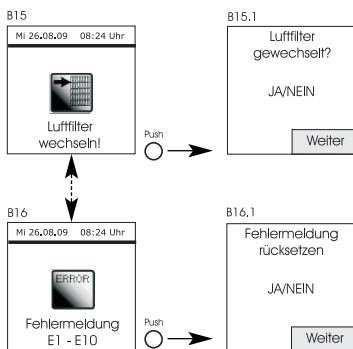 B15
Mi 26.08.09 08:24 Uhr
Luftfilter
wechseln!
Push
B15.1
Luftfilter
gewechselt?
JA/NEIN
Weiter
B16
Mi 26.08.09 08:24 Uhr
ERROR
Fehlermeldung
E1 - E10
Push
B16.1
Fehlermeldung
rücksetzen
JA/NEIN
Weiter